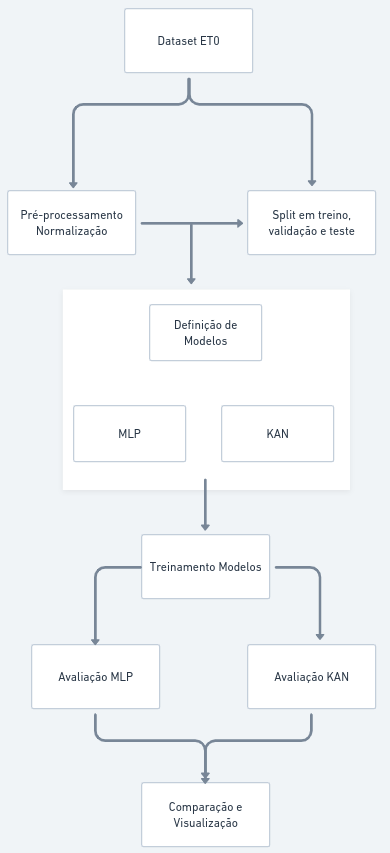 Dataset ET0
Pré-processamento
Normalização
Split em treino,
validação e teste
Definição de
Modelos
MLP
KAN
Treinamento Modelos
Avaliação MLP
Avaliação KAN
Comparação e
Visualização